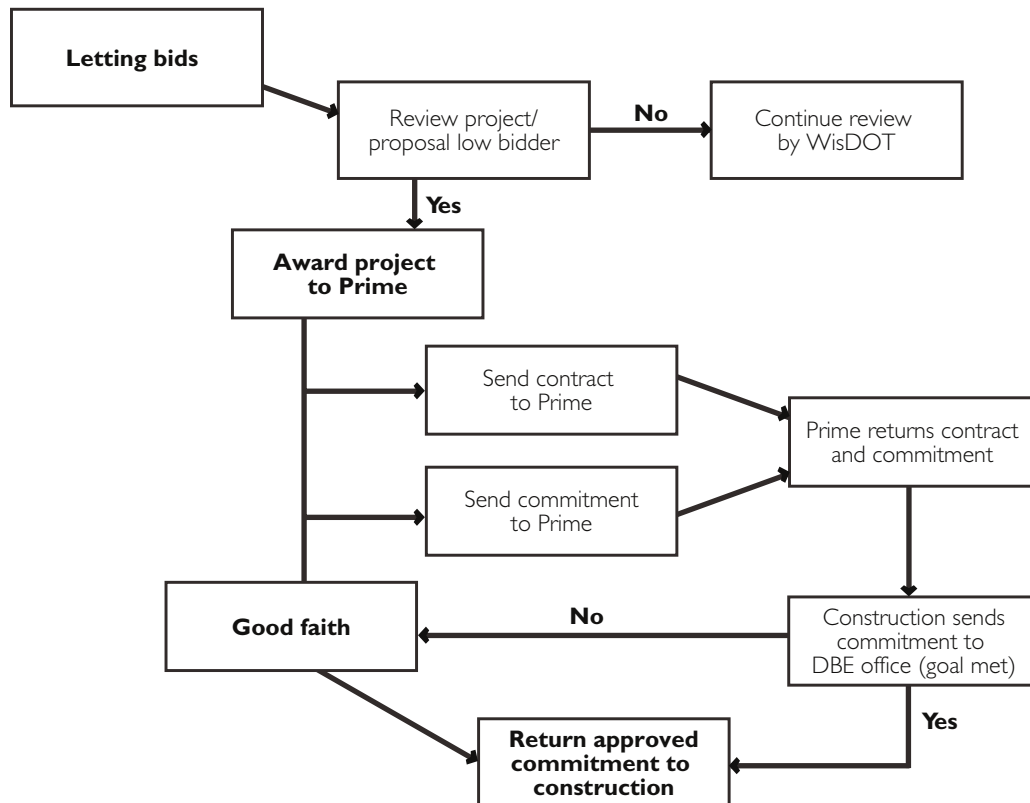 Letting bids
Review project/
proposal low bidder
No
Continue review
by WisDOT
Yes
Award project
to Prime
Send contract
to Prime
Prime returns contract
and commitment
Send commitment
to Prime
Good faith
No
Construction sends
commitment to
DBE office (goal met)
Yes
Return approved
commitment to
construction